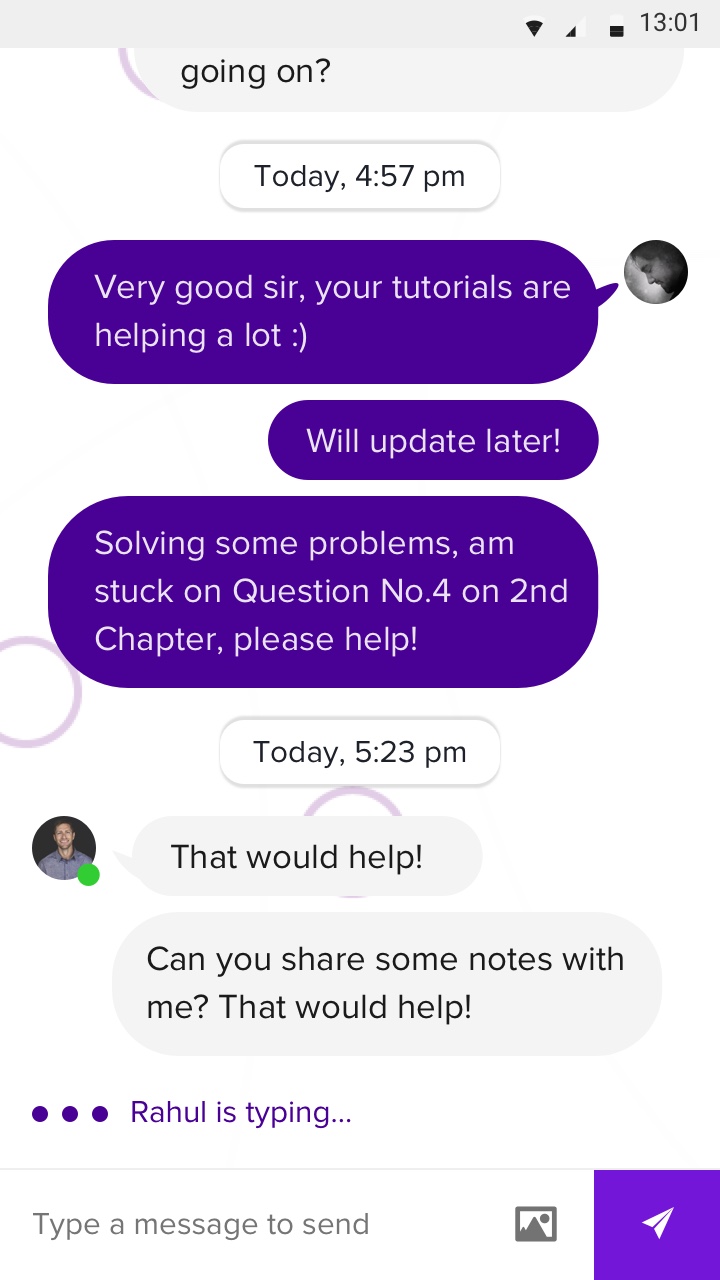 13:01
going on?
Today, 4:57 pm
Very good sir, your tutorials are
helping a lot :)
Will update later!
Solving some problems, am
stuck on Question No.4 on 2nd
Chapter, please help!
Today, 5:23 pm
That would help!
Can you share some notes with
me? That would help!
Rahul is typing...
Type a message to send